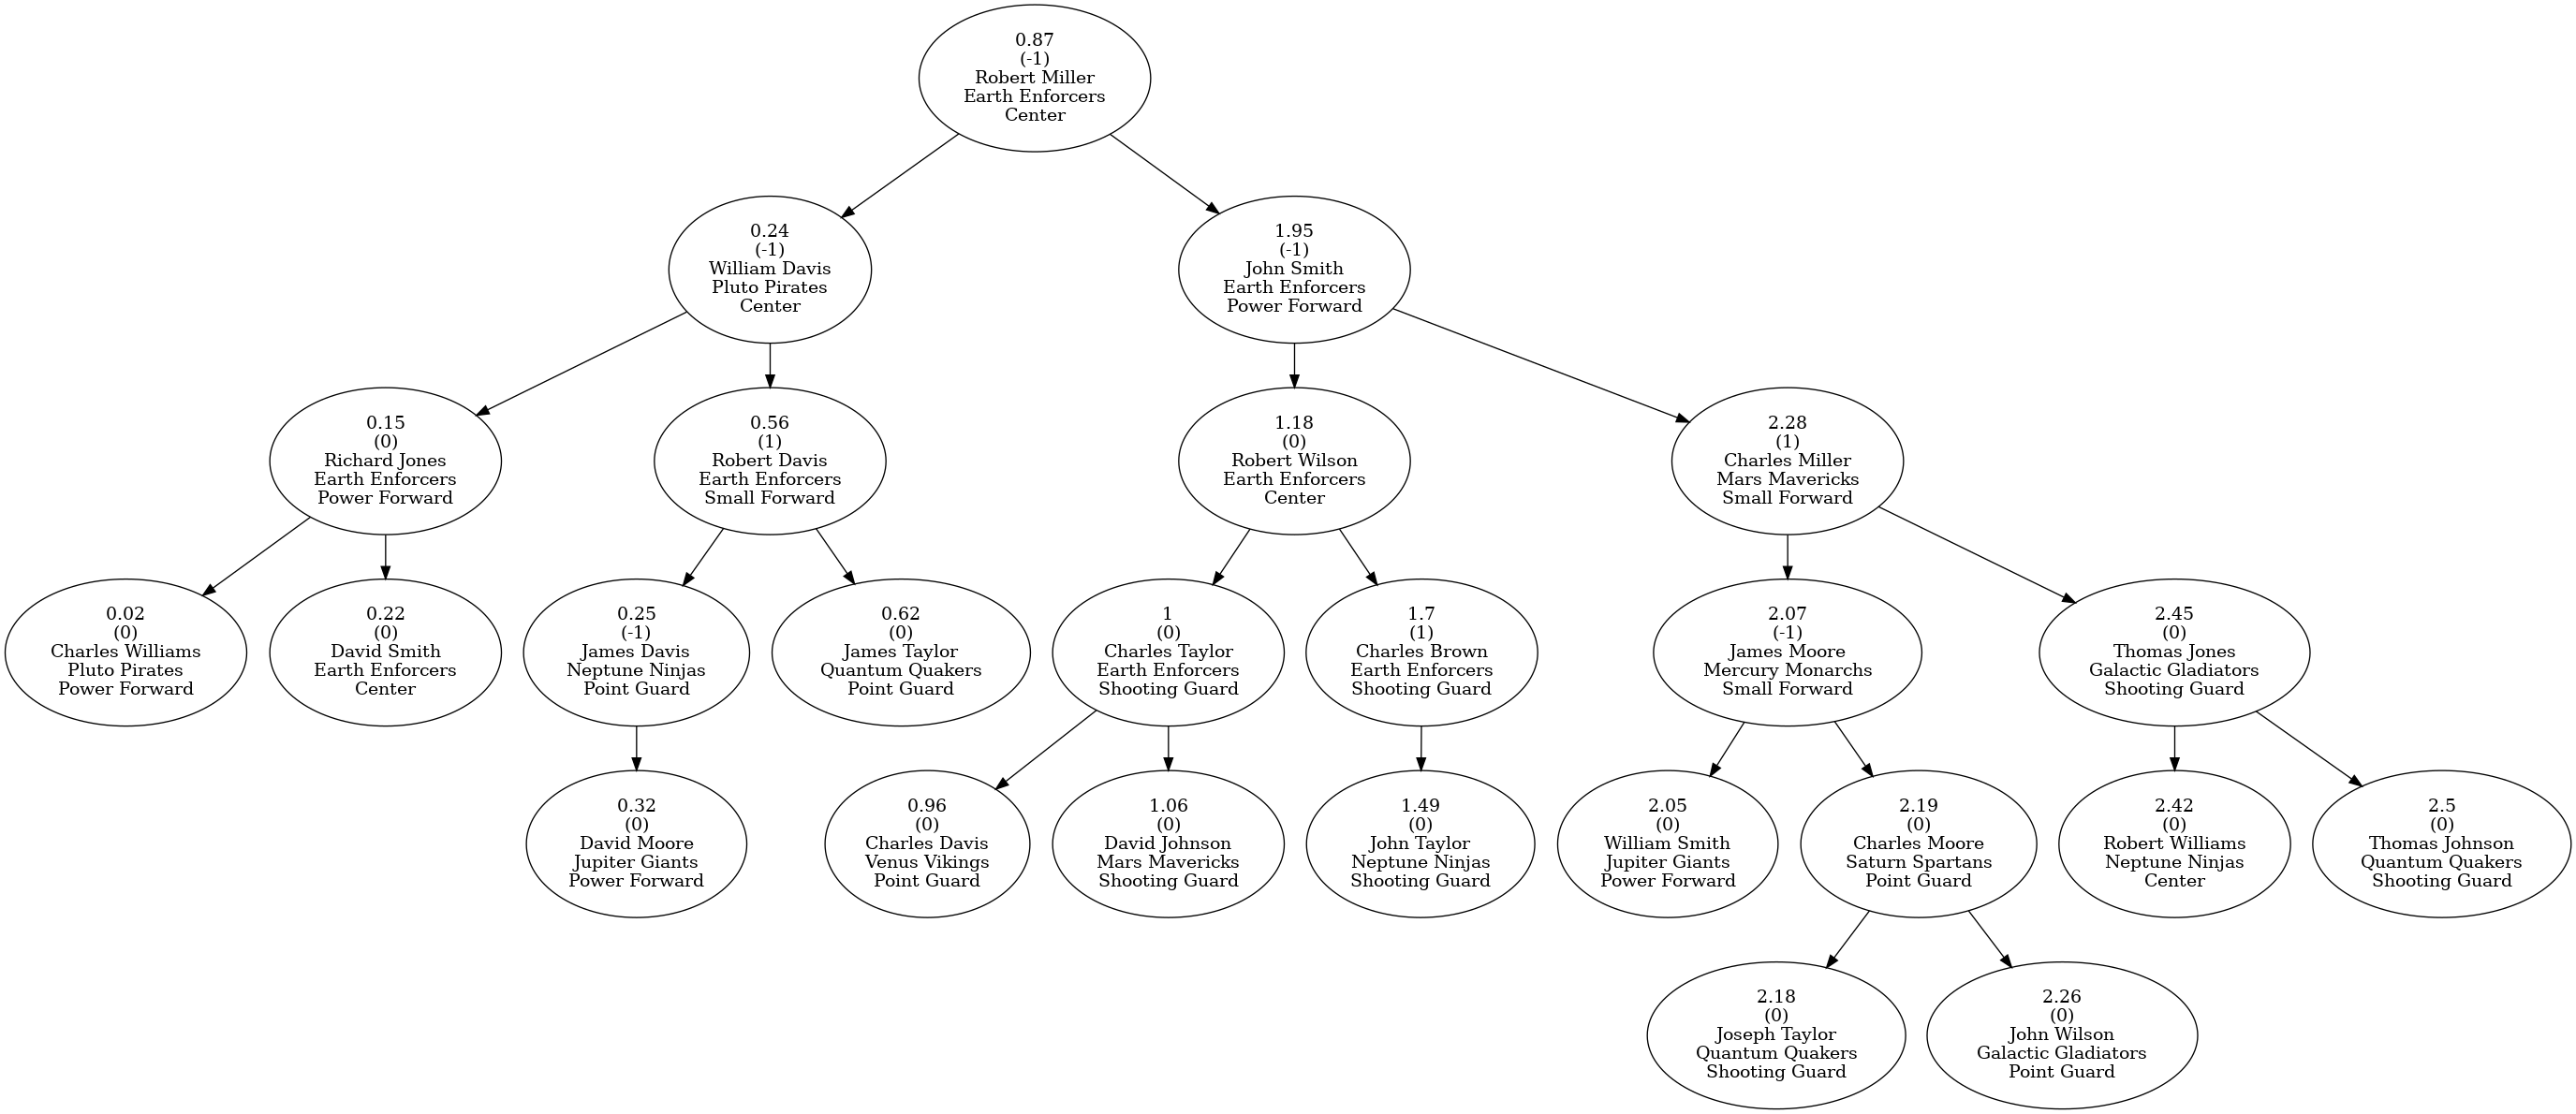 0.87
(-1)
Robert Miller
Earth Enforcers
Center
0.24
(-1)
William Davis
Pluto Pirates
Center
1.95
(-1)
John Smith
Earth Enforcers
Power Forward
0.15
(0)
Richard Jones
Earth Enforcers
Power Forward
0.56
(1)
Robert Davis
Earth Enforcers
Small Forward
1.18
(0)
Robert Wilson
Earth Enforcers
Center
2.28
(1)
Charles Miller
Mars Mavericks
Small Forward
0.02
(0)
Charles Williams
Pluto Pirates
Power Forward
0.22
(0)
David Smith
Earth Enforcers
Center
0.25
(-1)
James Davis
Neptune Ninjas
Point Guard
0.62
(0)
James Taylor
Quantum Quakers
Point Guard
1
(0)
Charles Taylor
Earth Enforcers
Shooting Guard
1.7
(1)
Charles Brown
Earth Enforcers
Shooting Guard
2.07
(-1)
James Moore
Mercury Monarchs
Small Forward
2.45
(0)
Thomas Jones
Galactic Gladiators
Shooting Guard
0.32
(0)
David Moore
Jupiter Giants
Power Forward
0.96
(0)
Charles Davis
Venus Vikings
Point Guard
1.06
(0)
David Johnson
Mars Mavericks
Shooting Guard
1.49
(0)
John Taylor
Neptune Ninjas
Shooting Guard
2.05
(0)
William Smith
Jupiter Giants
Power Forward
2.19
(0)
Charles Moore
Saturn Spartans
Point Guard
2.42
(0)
Robert Williams
Neptune Ninjas
Center
2.5
(0)
Thomas Johnson
Quantum Quakers
Shooting Guard
2.18
(0)
Joseph Taylor
Quantum Quakers
Shooting Guard
2.26
(0)
John Wilson
Galactic Gladiators
Point Guard